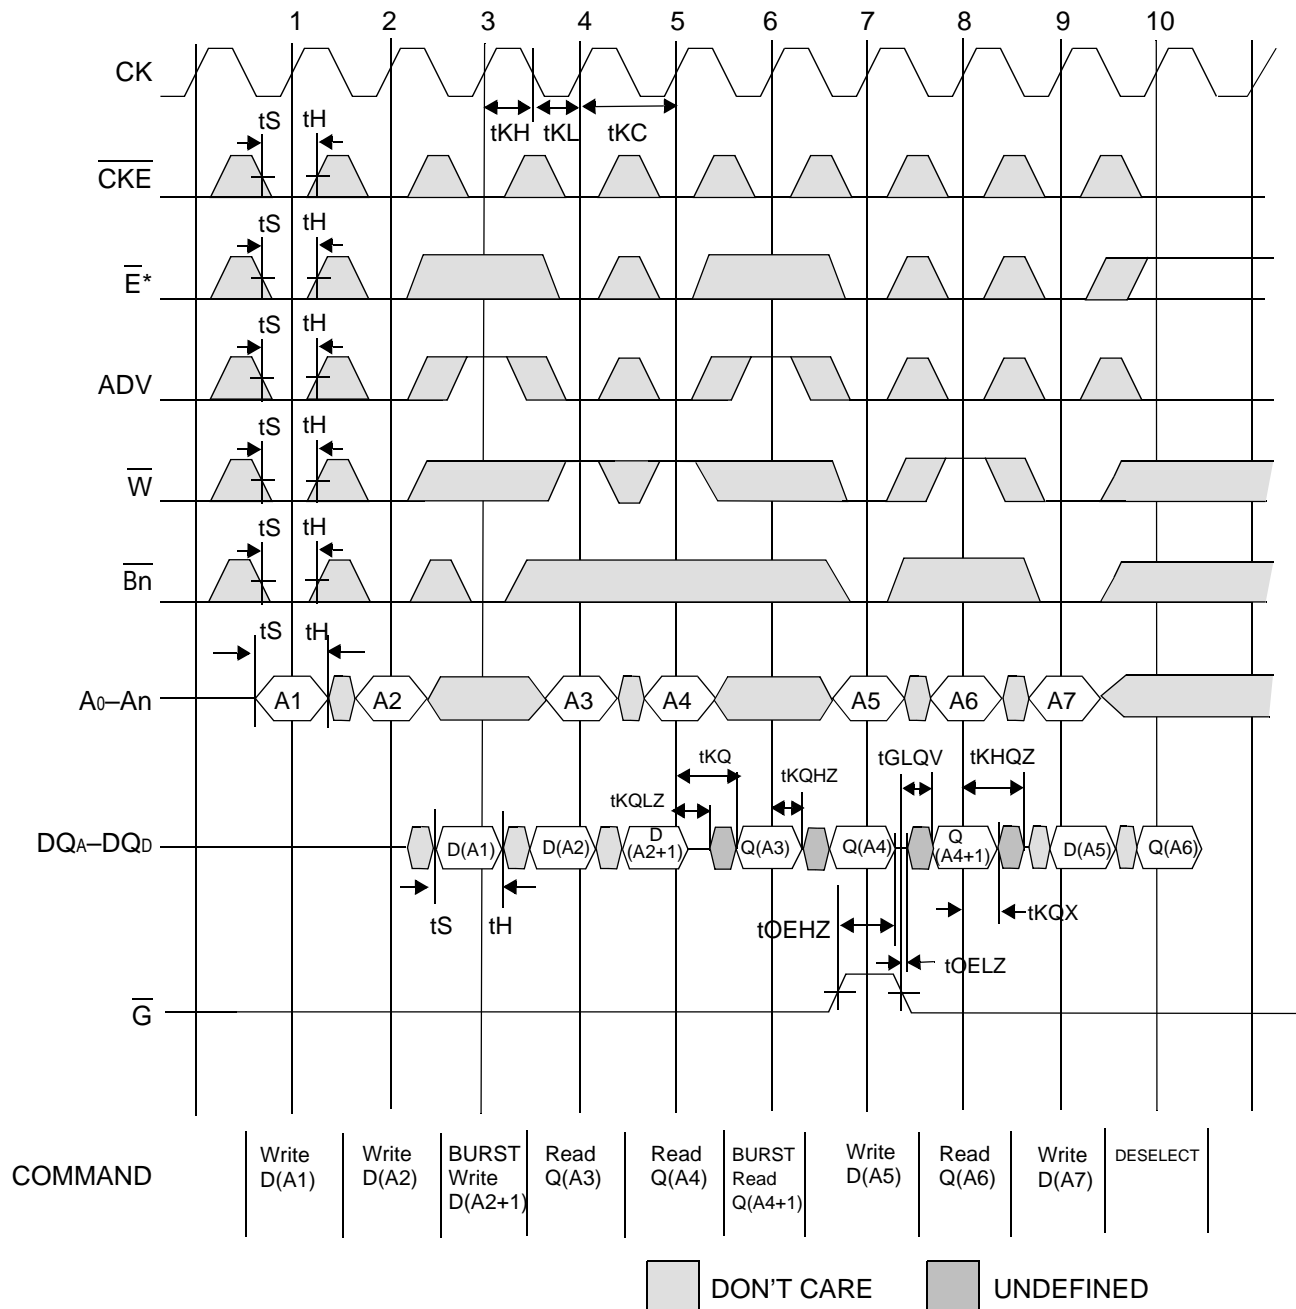 1 2 3 4 5 6 7 8 9 10
CK
tKH tKL tKC
tS tH
CKE
tS tH
E*
tS tH
ADV
tS tH
W
tS tH
Bn
tS tH
A0–An A1 A2 A3 A4 A5 A6 A7
tKQ tKQHZ tGLQV tKHQZ
tKQLZ
DQA–DQD D(A1) D(A2) D (A2+1) Q(A3) Q(A4) Q (A4+1) D(A5) Q(A6)
tS tH tOEHZ tKQX
tOELZ
G
COMMAND
Write D(A1)
Write D(A2)
BURST Write D(A2+1)
Read Q(A3)
Read Q(A4)
BURST Read Q(A4+1)
Write D(A5)
Read Q(A6)
Write D(A7)
DESELECT
DON'T CARE UNDEFINED